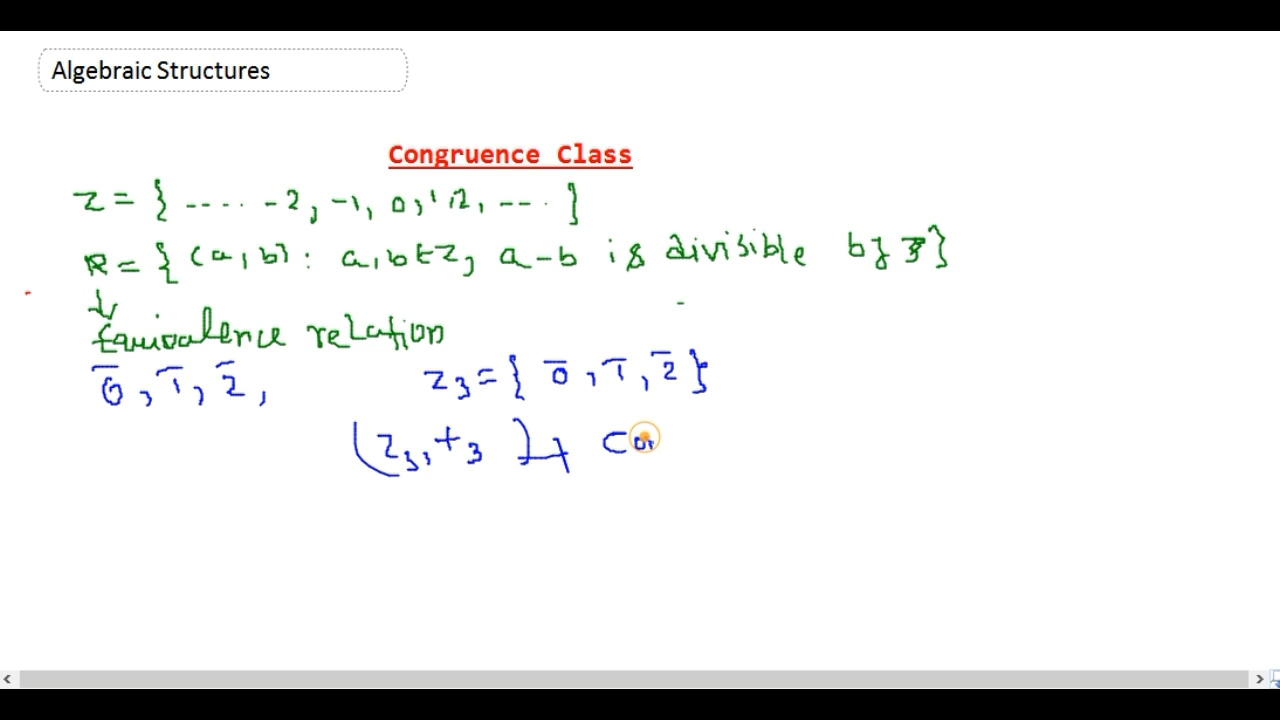 Algebraic Structures
Congruence Class
Z = { ..... -2, -1, 0, 1, 2, ... }
R = { (a, b) : a, b ∈ Z, a - b is divisible by 3 }
↓
Equivalence relation
0̅, 1̅, 2̅,
Z₃ = { 0̅, 1̅, 2̅ }
(Z₃, +₃) →